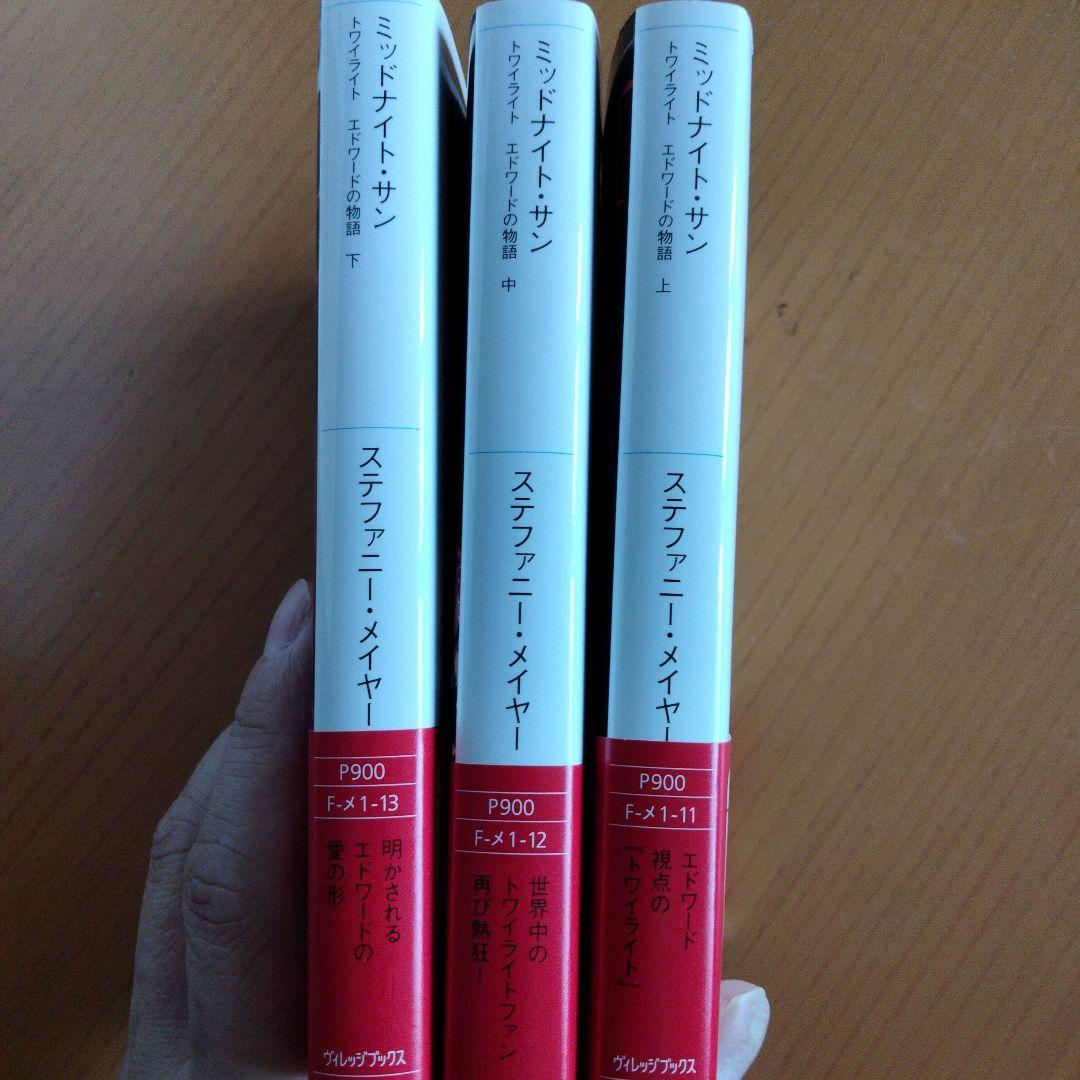 ミッドナイト・サン
トワイライト エドワードの物語 上
ステファニー・メイヤー
P900
F-メ1-11
エドワード
視点の
『トワイライト』
ヴィレッジブックス
ミッドナイト・サン
トワイライト エドワードの物語 中
ステファニー・メイヤー
P900
F-メ1-12
世界中の
トワイライトファン
再び熱狂!
ミッドナイト・サン
トワイライト エドワードの物語 下
ステファニー・メイヤー
P900
F-メ1-13
明かされる
エドワードの
愛の形
ヴィレッジブックス